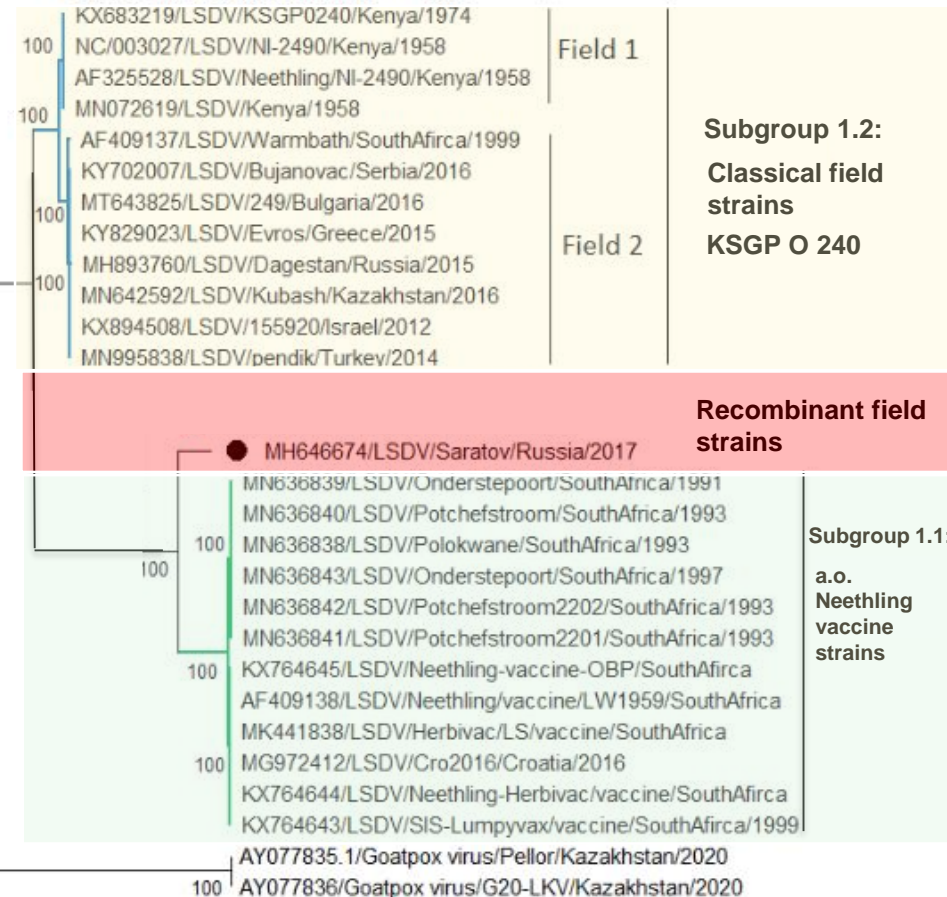 KX683219/LSDV/KSGP0240/Kenya/1974
100
NC/003027/LSDV/NI-2490/Kenya/1958
Field 1
AF325528/LSDV/Neethling/NI-2490/Kenya/1958
100
MN072619/LSDV/Kenya/1958
AF409137/LSDV/Warmbath/SouthAfirca/1999
Subgroup 1.2:
KY702007/LSDV/Bujanovac/Serbia/2016
Classical field
strains
MT643825/LSDV/249/Bulgaria/2016
100
KY829023/LSDV/Evros/Greece/2015
Field 2
KSGP O 240
MH893760/LSDV/Dagestan/Russia/2015
100
MN642592/LSDV/Kubash/Kazakhstan/2016
KX894508/LSDV/155920/Israel/2012
MN995838/LSDV/pendik/Turkey/2014
Recombinant field
strains
MH646674/LSDV/Saratov/Russia/2017
MN636839/LSDV/Onderstepoort/SouthAfrica/1991
MN636840/LSDV/Potchefstroom/SouthAfrica/1993
100
MN636838/LSDV/Polokwane/SouthAfrica/1993
Subgroup 1.1:
100
MN636843/LSDV/Onderstepoort/SouthAfrica/1997
a.o.
Neethling
vaccine
strains
MN636842/LSDV/Potchefstroom2202/SouthAfrica/1993
MN636841/LSDV/Potchefstroom2201/SouthAfrica/1993
100
KX764645/LSDV/Neethling-vaccine-OBP/SouthAfirca
AF409138/LSDV/Neethling/vaccine/LW1959/SouthAfrica
MK441838/LSDV/Herbivac/LS/vaccine/SouthAfrica
100
MG972412/LSDV/Cro2016/Croatia/2016
KX764644/LSDV/Neethling-Herbivac/vaccine/SouthAfirca
KX764643/LSDV/SIS-Lumpyvax/vaccine/SouthAfirca/1999
AY077835.1/Goatpox virus/Pellor/Kazakhstan/2020
100
AY077836/Goatpox virus/G20-LKV/Kazakhstan/2020